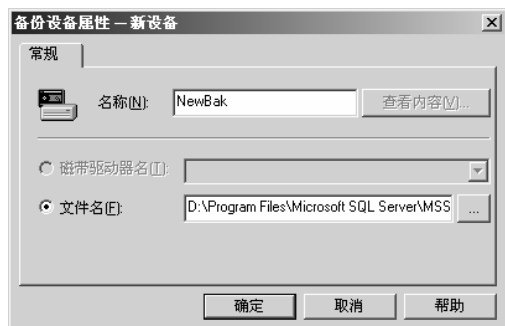 备份设备属性 — 新设备
常规
名称(N): NewBak 查看内容(V)...
磁带驱动器名(T):
文件名(F): D:\Program Files\Microsoft SQL Server\MSS ...
确定 取消 帮助